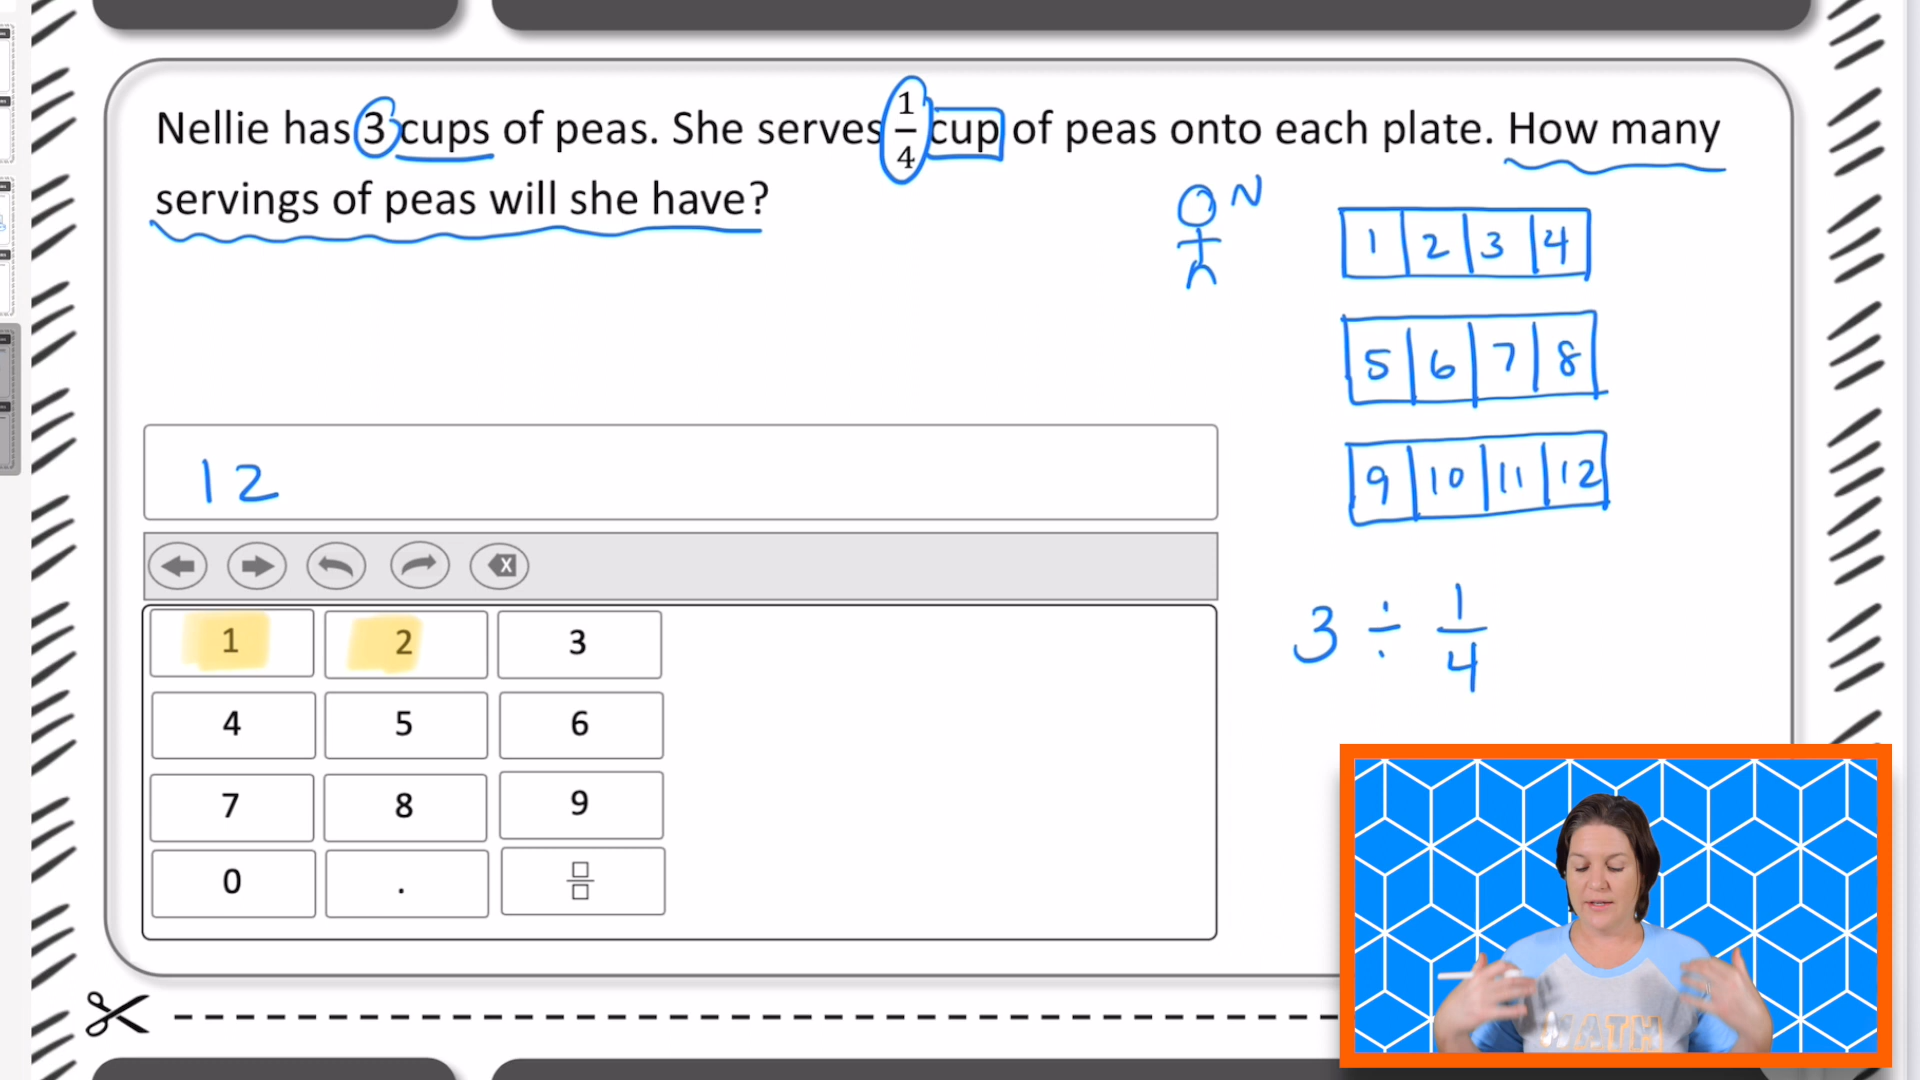 Nellie has 3 cups of peas. She serves 1/4 cup of peas onto each plate. How many
servings of peas will she have?
N
1 2 3 4
5 6 7 8
9 10 11 12
12
X
1 2 3
4 5 6
7 8 9
0 .
3 ÷ 1/4
MATH